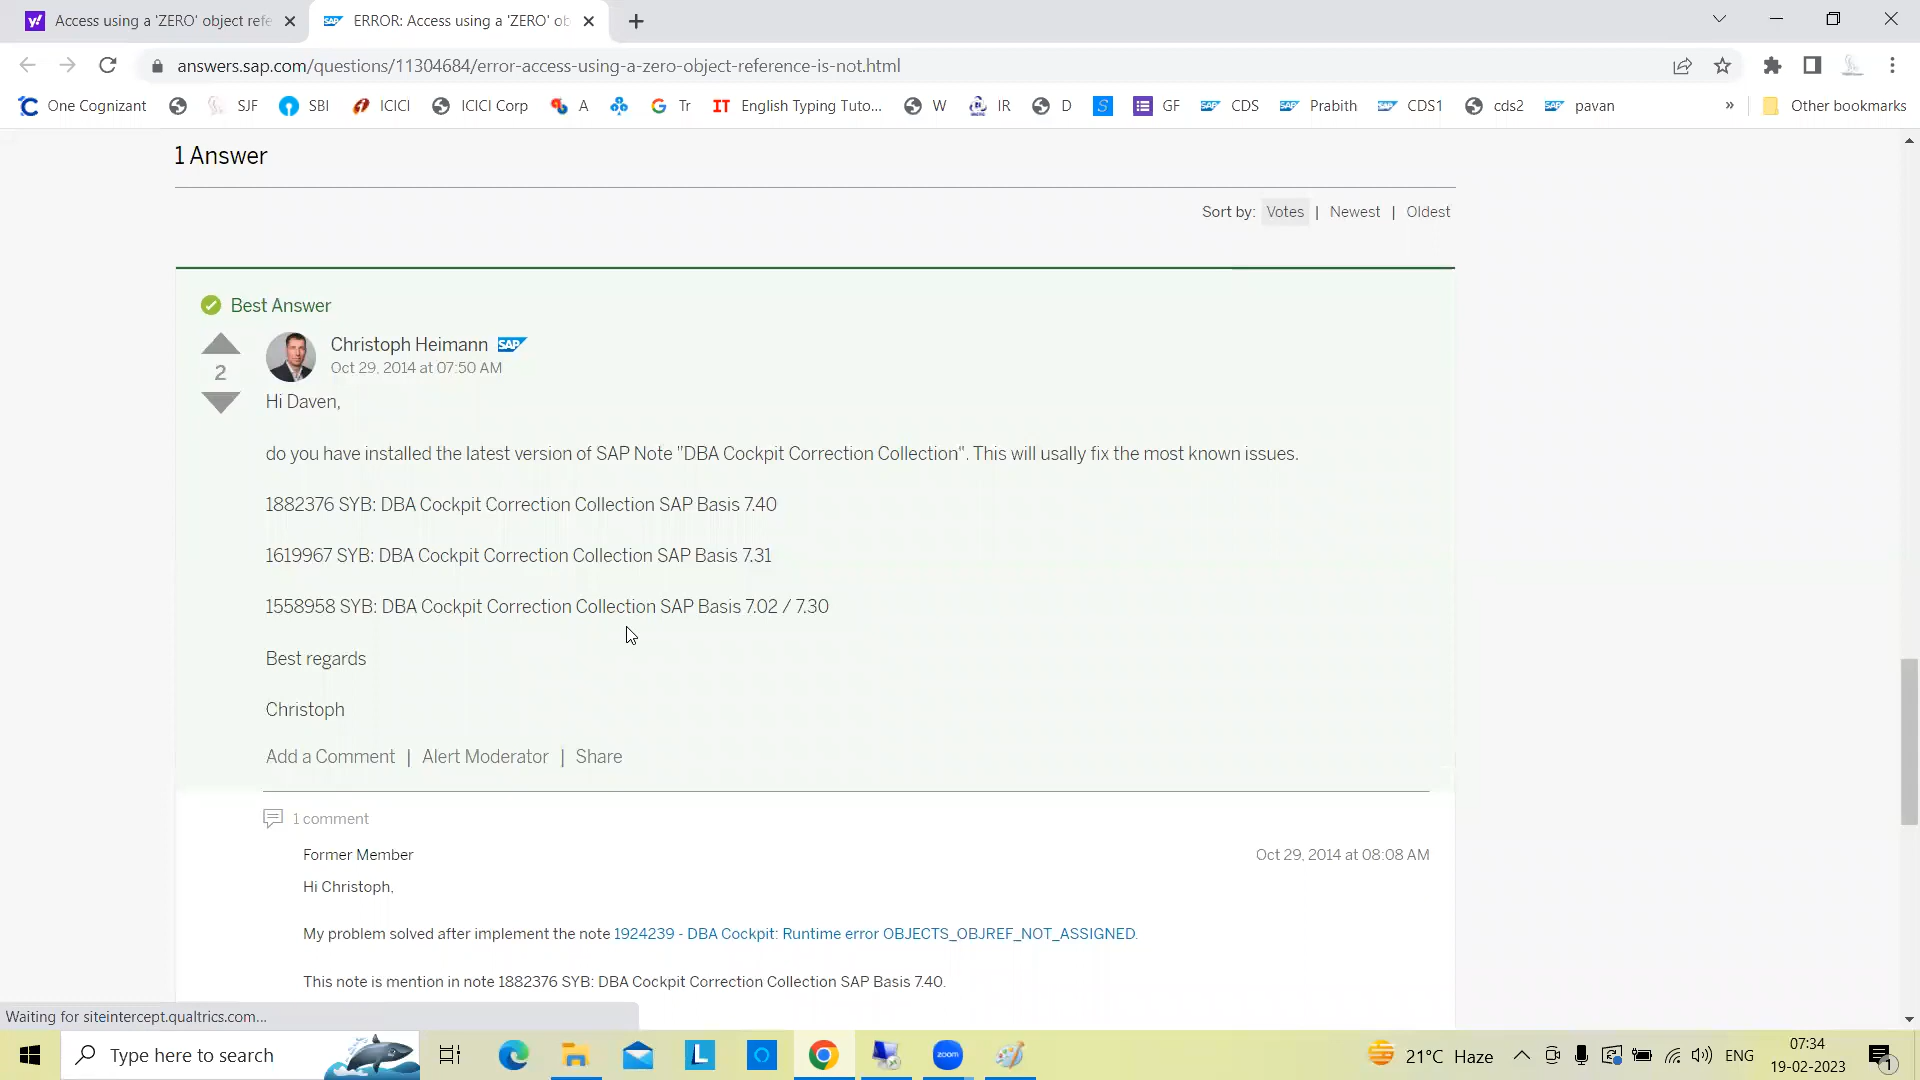 Access using a 'ZERO' object refe
ERROR: Access using a 'ZERO' ob
answers.sap.com/questions/11304684/error-access-using-a-zero-object-reference-is-not.html
One Cognizant SJF SBI ICICI ICICI Corp A G Tr IT English Typing Tuto... W IR D S GF CDS Prabith CDS1 cds2 pavan » Other bookmarks
1 Answer
Sort by: Votes | Newest | Oldest
Best Answer
Christoph Heimann SAP
2
Oct 29, 2014 at 07:50 AM
Hi Daven,
do you have installed the latest version of SAP Note "DBA Cockpit Correction Collection". This will usally fix the most known issues.
1882376 SYB: DBA Cockpit Correction Collection SAP Basis 7.40
1619967 SYB: DBA Cockpit Correction Collection SAP Basis 7.31
1558958 SYB: DBA Cockpit Correction Collection SAP Basis 7.02 / 7.30
Best regards
Christoph
Add a Comment | Alert Moderator | Share
1 comment
Former Member Oct 29, 2014 at 08:08 AM
Hi Christoph,
My problem solved after implement the note 1924239 - DBA Cockpit: Runtime error OBJECTS_OBJREF_NOT_ASSIGNED.
This note is mention in note 1882376 SYB: DBA Cockpit Correction Collection SAP Basis 7.40.
Waiting for siteintercept.qualtrics.com...
Type here to search
L
zoom
21°C Haze
ENG
07:34
19-02-2023
1